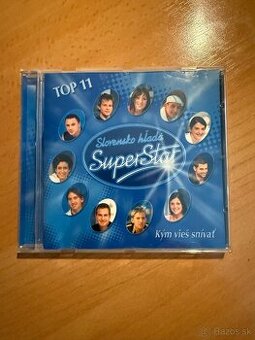 TOP 11
Slovensko hľadá
SuperStar
Kým vieš snívať
Bazos.sk